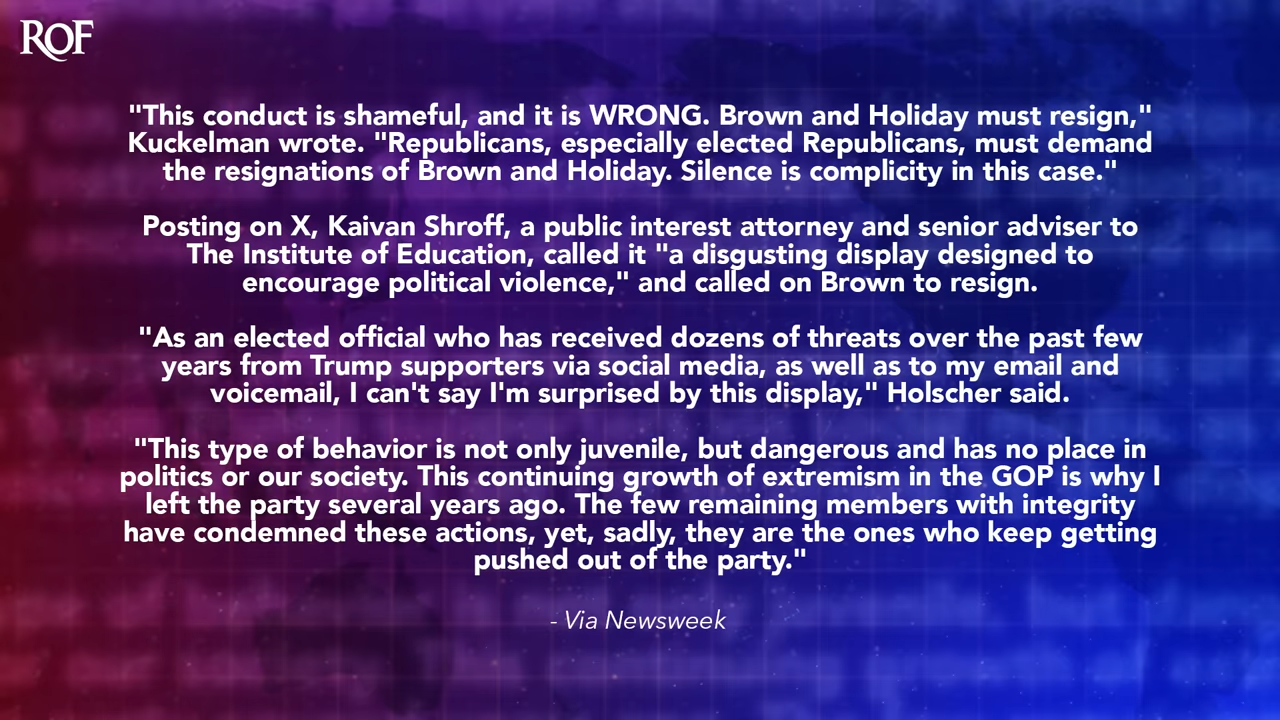 ROF
"This conduct is shameful, and it is WRONG. Brown and Holiday must resign,"
Kuckelman wrote. "Republicans, especially elected Republicans, must demand
the resignations of Brown and Holiday. Silence is complicity in this case."
Posting on X, Kaivan Shroff, a public interest attorney and senior adviser to
The Institute of Education, called it "a disgusting display designed to
encourage political violence," and called on Brown to resign.
"As an elected official who has received dozens of threats over the past few
years from Trump supporters via social media, as well as to my email and
voicemail, I can't say I'm surprised by this display," Holscher said.
"This type of behavior is not only juvenile, but dangerous and has no place in
politics or our society. This continuing growth of extremism in the GOP is why I
left the party several years ago. The few remaining members with integrity
have condemned these actions, yet, sadly, they are the ones who keep getting
pushed out of the party."
- Via Newsweek